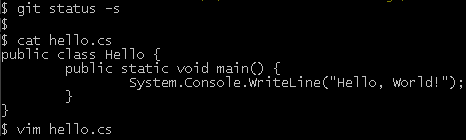 $ git status -s
$
$ cat hello.cs
public class Hello {
        public static void main() {
                System.Console.WriteLine("Hello, World!");
        }
}
$ vim hello.cs